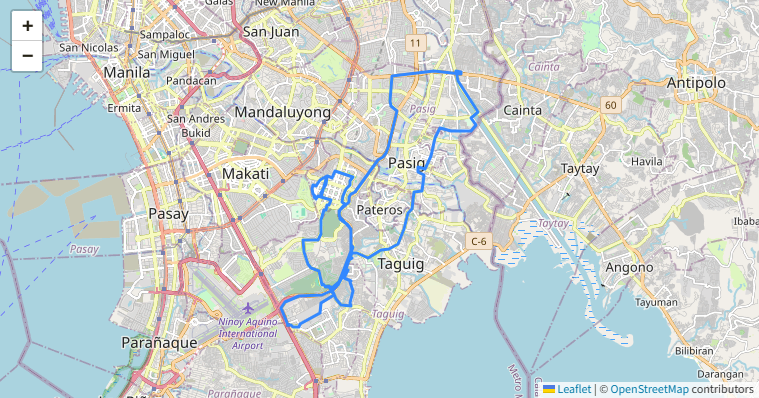 +
−
Galas
New Manila
San Nicolas
Sampaloc
San Juan
11
San Miguel
Cainta
Manila
Pandacan
Antipolo
Ermita
Mandaluyong
Pasig
60
Cainta
San Andres
Bukid
Pasig
Havila
Makati
Taytay
Pasay
Pateros
Ibaba
Taytay
Pasay
C-6
Taguig
Angono
Tayuman
Ninoy Aquino
International
Airport
Taguig
Parañaque
Bilibiran
Metro M
Darangan
Parañaque
Leaflet | © OpenStreetMap contributors